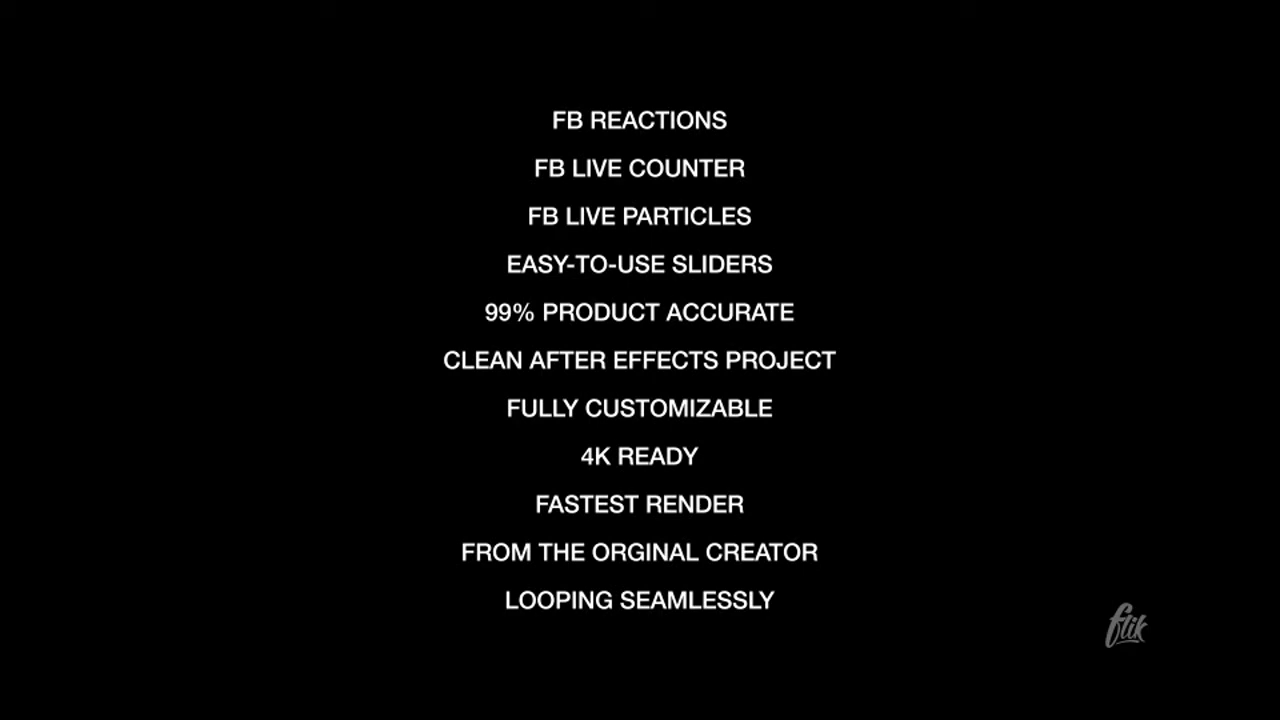 FB REACTIONS
FB LIVE COUNTER
FB LIVE PARTICLES
EASY-TO-USE SLIDERS
99% PRODUCT ACCURATE
CLEAN AFTER EFFECTS PROJECT
FULLY CUSTOMIZABLE
4K READY
FASTEST RENDER
FROM THE ORGINAL CREATOR
LOOPING SEAMLESSLY
flik